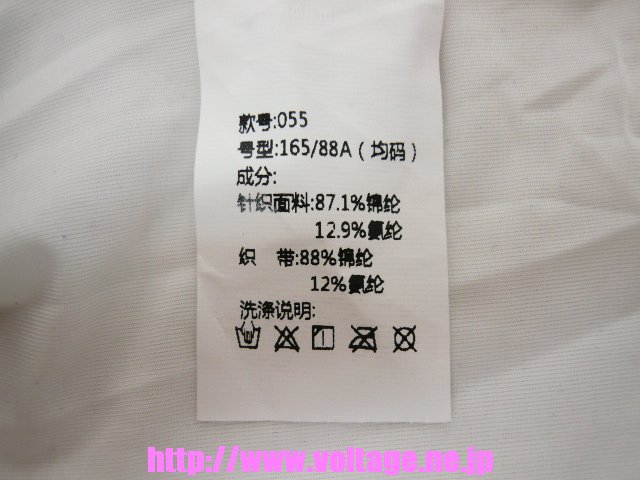 款号:055
号型:165/88A(均码)
成分:
针织面料:87.1%锦纶
12.9%氨纶
织 带:88%锦纶
12%氨纶
洗涤说明:
http://www.voltage.ne.jp